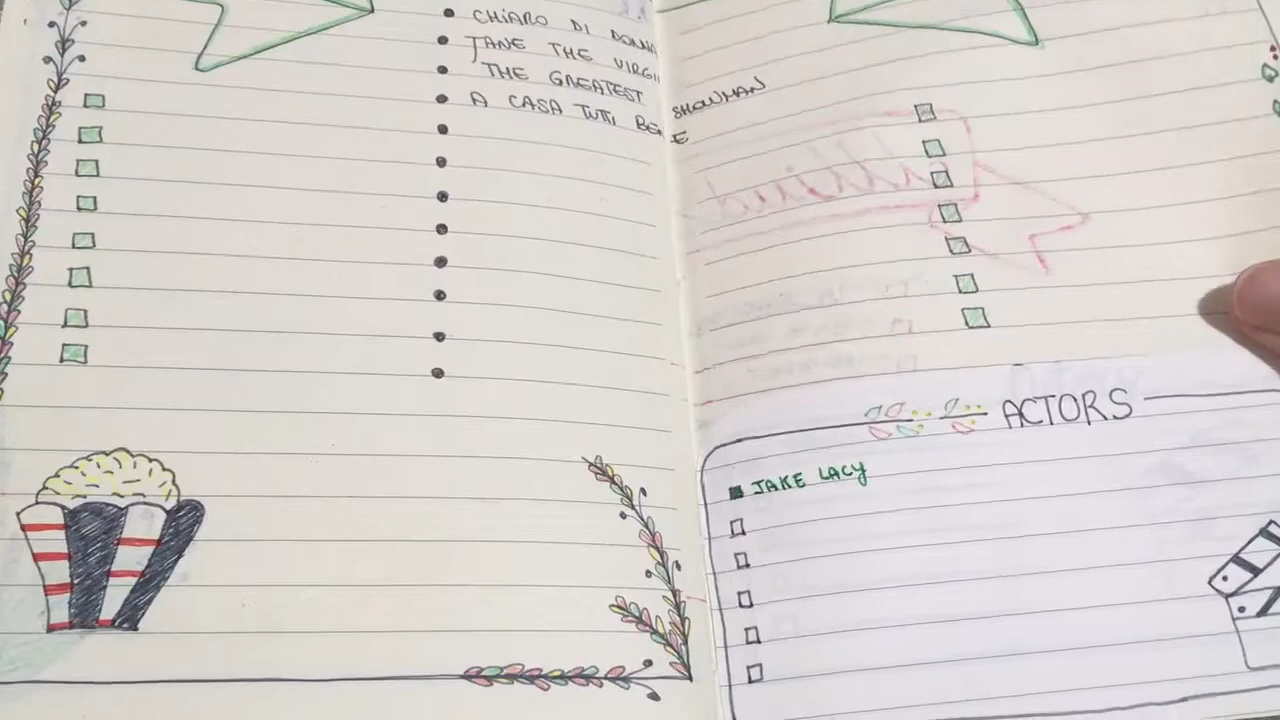 CHIARO DI DONNA
JANE THE VIRGI
THE GREATEST SHOWMAN
A CASA TUTTI BENE
ACTORS
JAKE LACY